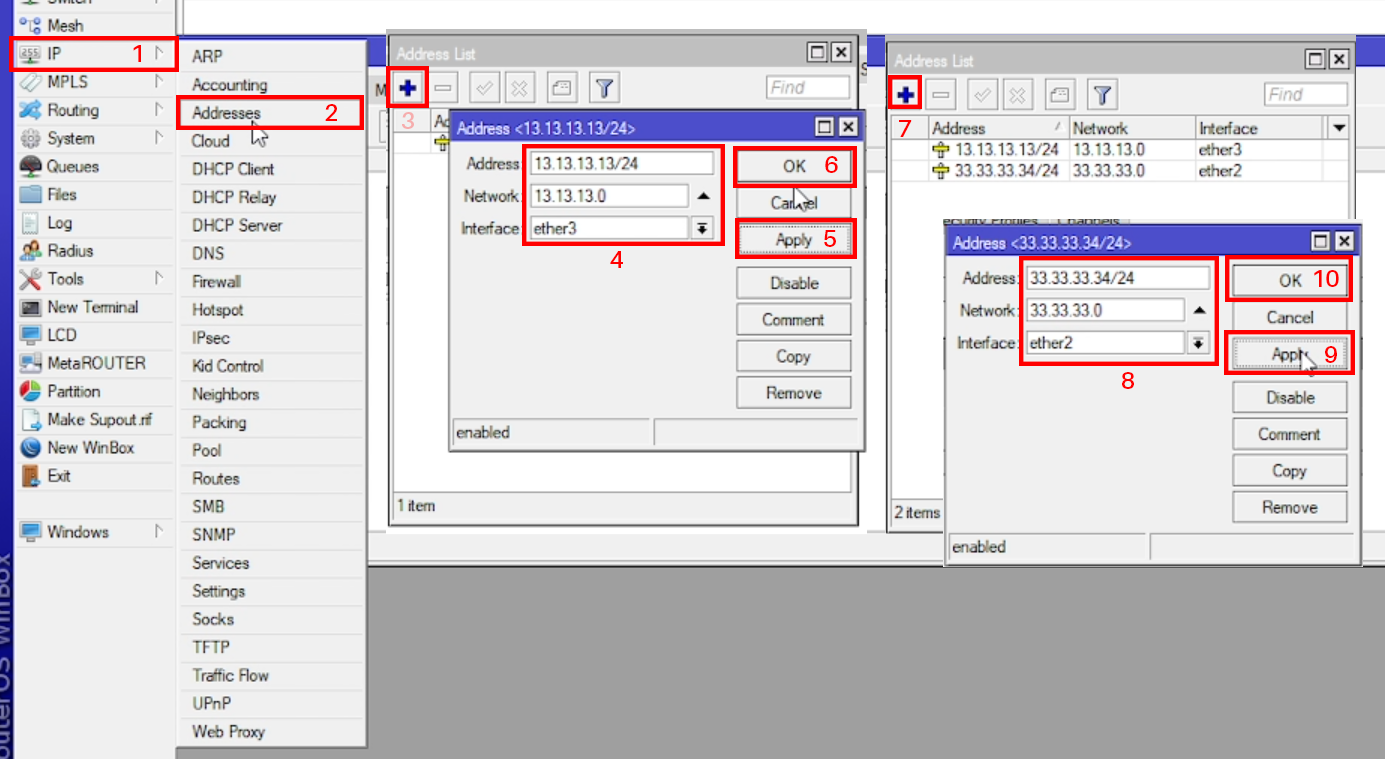 Switch
Mesh
IP 1
MPLS
Routing
System
Queues
Files
Log
Radius
Tools
New Terminal
LCD
MetaROUTER
Partition
Make Supout.rif
New WinBox
Exit
Windows
ARP
Accounting
Addresses 2
Cloud
DHCP Client
DHCP Relay
DHCP Server
DNS
Firewall
Hotspot
IPsec
Kid Control
Neighbors
Packing
Pool
Routes
SMB
SNMP
Services
Settings
Socks
TFTP
Traffic Flow
UPnP
Web Proxy
Address List
Find
3
Address <13.13.13.13/24>
Address: 13.13.13.13/24
Network: 13.13.13.0
Interface: ether3
4
OK 6
Cancel
Apply 5
Disable
Comment
Copy
Remove
enabled
1 item
Address List
Find
7
Address Network Interface
13.13.13.13/24 13.13.13.0 ether3
33.33.33.34/24 33.33.33.0 ether2
Channels
Address <33.33.33.34/24>
Address: 33.33.33.34/24
Network: 33.33.33.0
Interface: ether2
8
OK 10
Cancel
Apply 9
Disable
Comment
Copy
Remove
enabled
2 items
WinBox